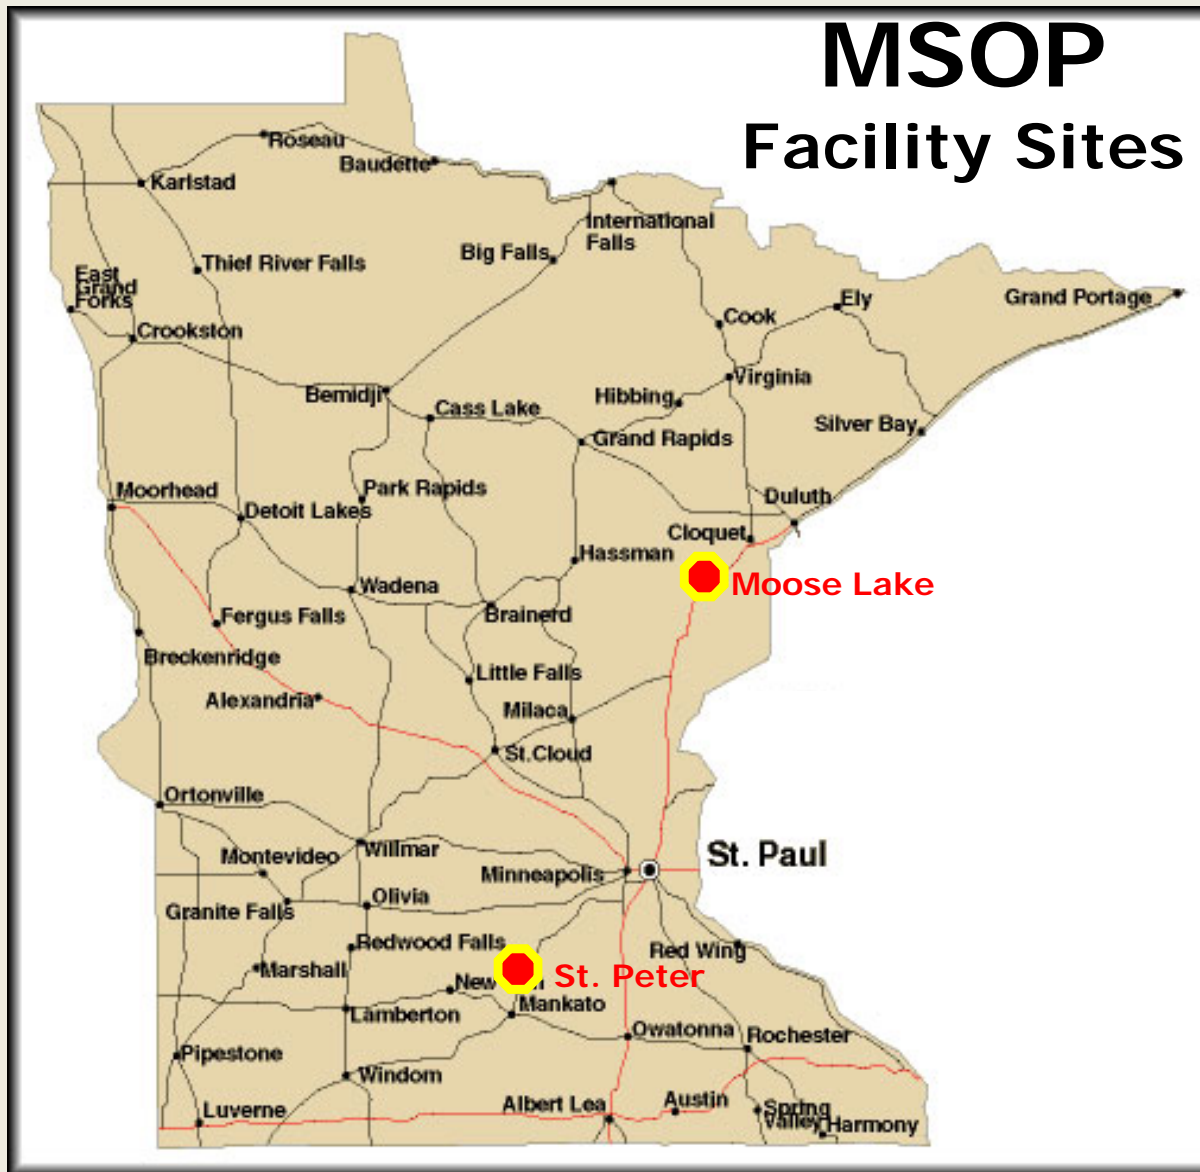 MSOP
Facility Sites
Roseau
Baudette
Karlstad
International
Falls
Big Falls
Thief River Falls
East
Grand
Forks
Ely
Grand Portage
Cook
Crookston
Virginia
Bemidji
Hibbing
Cass Lake
Silver Bay
Grand Rapids
Moorhead
Park Rapids
Duluth
Detoit Lakes
Cloquet
Hassman
Moose Lake
Wadena
Brainerd
Fergus Falls
Breckenridge
Little Falls
Alexandria
Milaca
St.Cloud
Ortonville
Willmar
Montevideo
St. Paul
Minneapolis
Olivia
Granite Falls
Redwood Falls
Red Wing
Marshall
St. Peter
New
Mankato
Lamberton
Owatonna
Rochester
Pipestone
Windom
Luverne
Albert Lea
Austin
Spring
Valley
Harmony